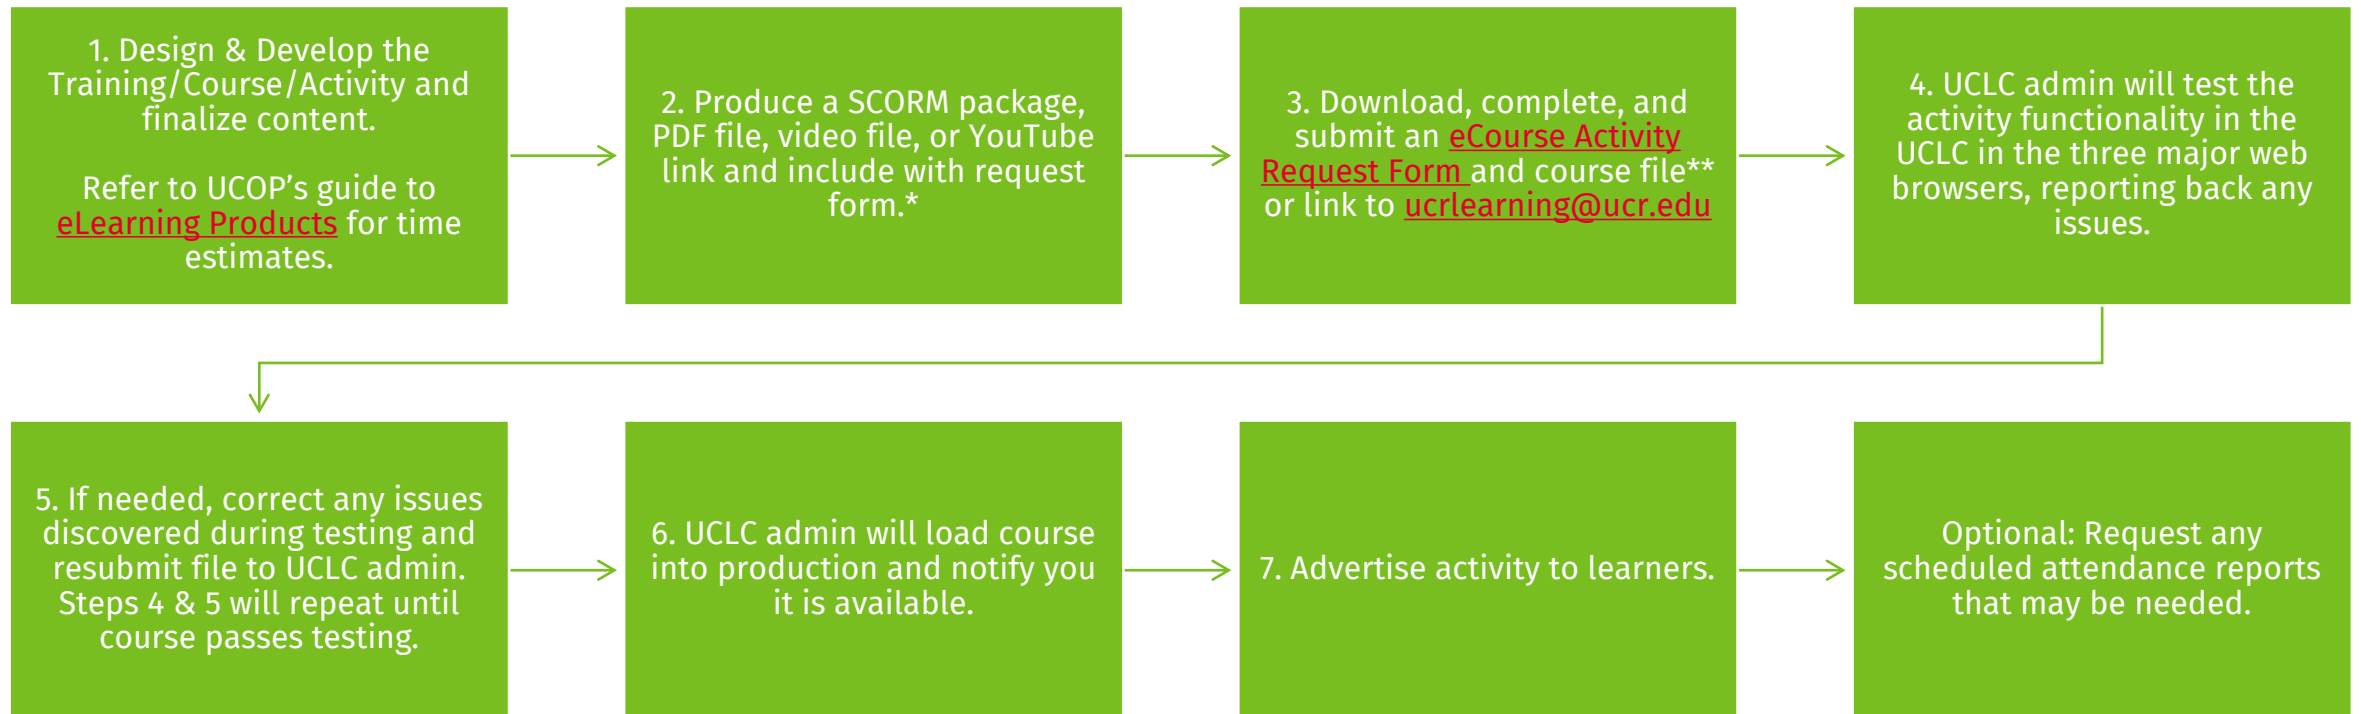 1. Design & Develop the
Training/Course/Activity and
finalize content.
Refer to UCOP’s guide to
eLearning Products for time
estimates.
2. Produce a SCORM package,
PDF file, video file, or YouTube
link and include with request
form.*
3. Download, complete, and
submit an eCourse Activity
Request Form and course file**
or link to ucrlearning@ucr.edu
4. UCLC admin will test the
activity functionality in the
UCLC in the three major web
browsers, reporting back any
issues.
5. If needed, correct any issues
discovered during testing and
resubmit file to UCLC admin.
Steps 4 & 5 will repeat until
course passes testing.
6. UCLC admin will load course
into production and notify you
it is available.
7. Advertise activity to learners.
Optional: Request any
scheduled attendance reports
that may be needed.